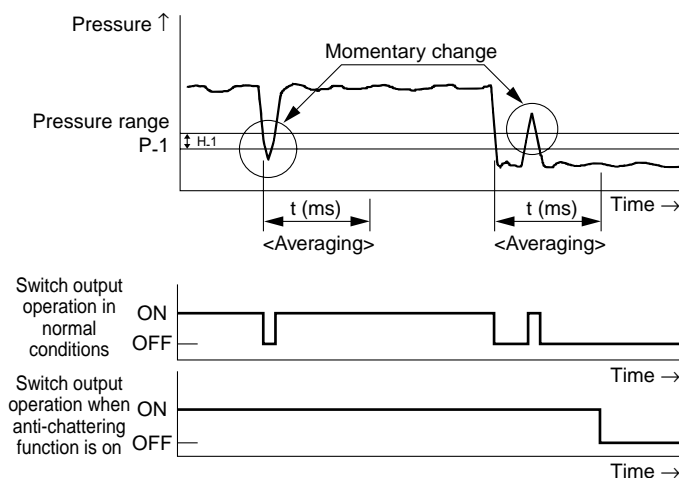 Pressure ↑
Momentary change
Pressure range
P-1
H-1
t (ms)
t (ms)
Time →
<Averaging>
<Averaging>
Switch output
operation in
normal
conditions
ON
OFF
Time →
Switch output
operation when
anti-chattering
function is on
ON
OFF
Time →